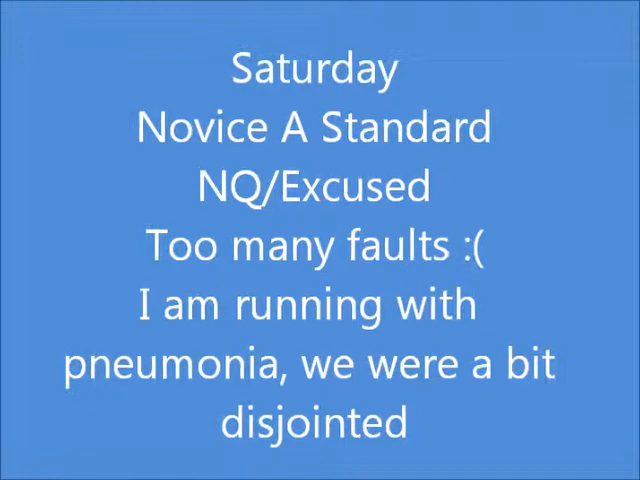 Saturday
Novice A Standard
NQ/Excused
Too many faults :(
I am running with
pneumonia, we were a bit
disjointed